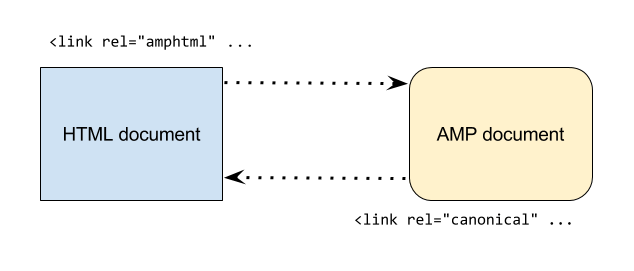 <link rel="amphtml" ...
HTML document
AMP document
<link rel="canonical" ...